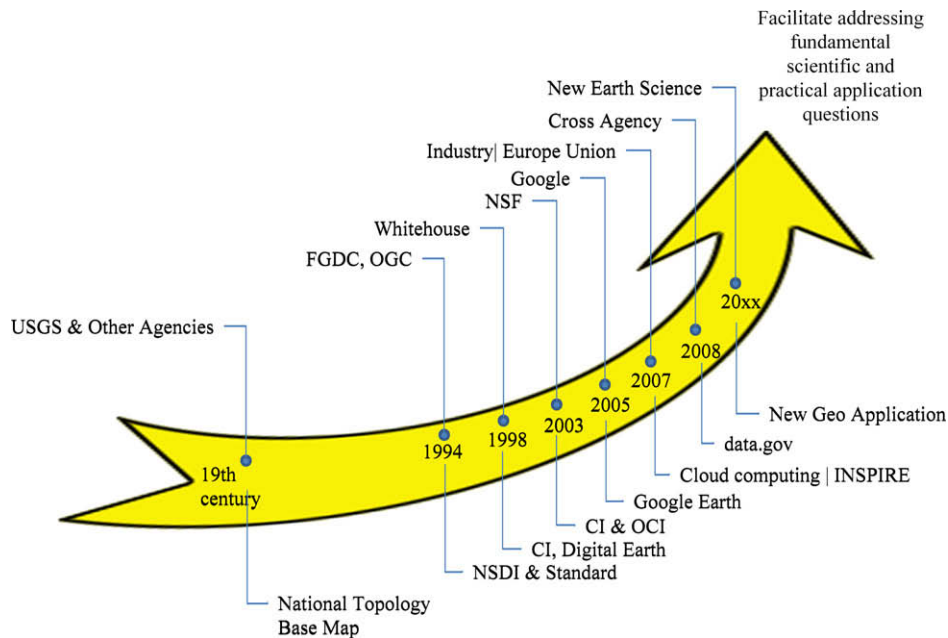 Facilitate addressing
fundamental
scientific and
practical application
questions
New Earth Science
Cross Agency
Industry| Europe Union
Google
NSF
Whitehouse
FGDC, OGC
USGS & Other Agencies
20xx
2008
2007
2005
2003
1998
1994
19th
century
New Geo Application
data.gov
Cloud computing | INSPIRE
Google Earth
CI & OCI
CI, Digital Earth
NSDI & Standard
National Topology
Base Map